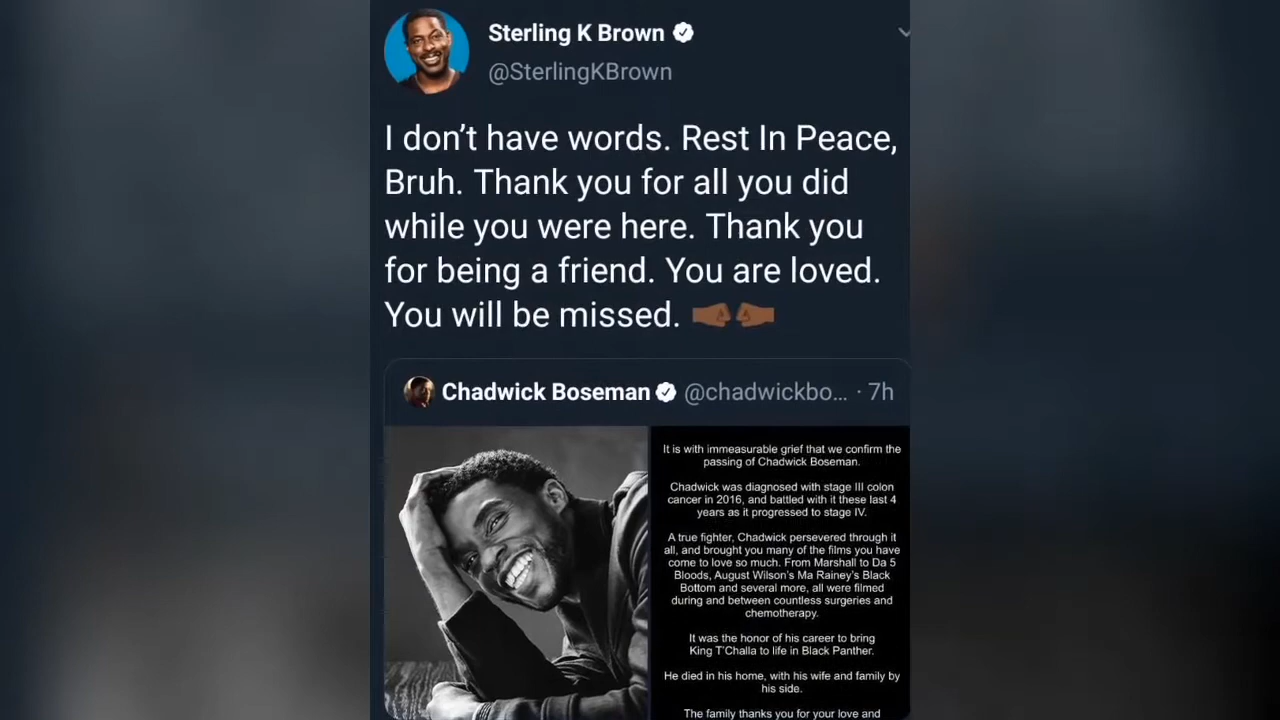 Sterling K Brown
@SterlingKBrown
I don’t have words. Rest In Peace,
Bruh. Thank you for all you did
while you were here. Thank you
for being a friend. You are loved.
You will be missed. 🤜🏾🤛🏾
Chadwick Boseman @chadwickbo... · 7h
It is with immeasurable grief that we confirm the
passing of Chadwick Boseman.
Chadwick was diagnosed with stage III colon
cancer in 2016, and battled with it these last 4
years as it progressed to stage IV.
A true fighter, Chadwick persevered through it
all, and brought you many of the films you have
come to love so much. From Marshall to Da 5
Bloods, August Wilson's Ma Rainey's Black
Bottom and several more, all were filmed
during and between countless surgeries and
chemotherapy.
It was the honor of his career to bring
King T'Challa to life in Black Panther.
He died in his home, with his wife and family by
his side.
The family thanks you for your love and